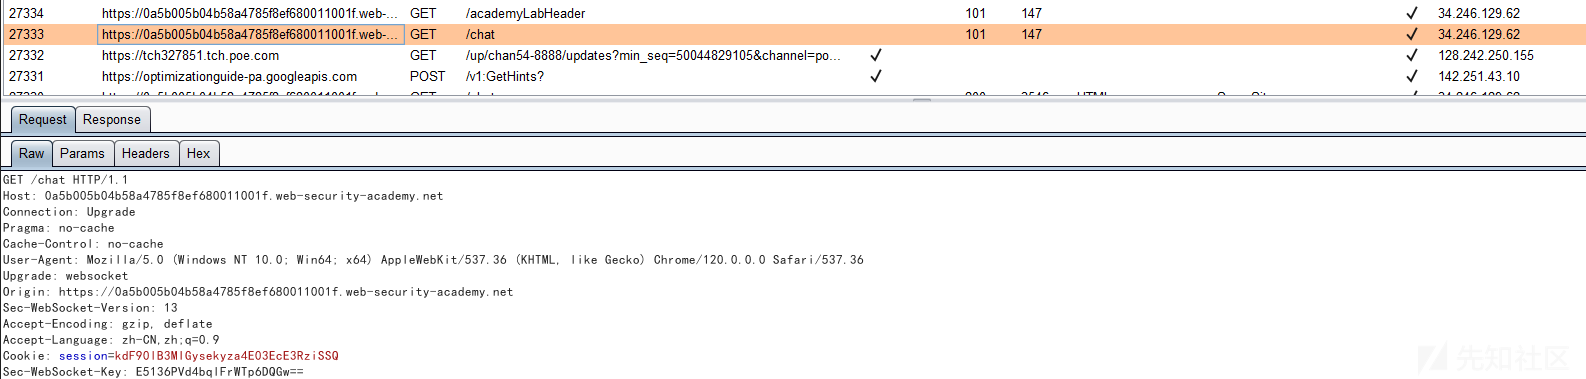 27334 https://0a5b005b04b58a4785f8ef680011001f.web-... GET /academyLabHeader 101 147 34.246.129.62
27333 https://0a5b005b04b58a4785f8ef680011001f.web-... GET /chat 101 147 34.246.129.62
27332 https://tch327851.tch.poe.com GET /up/chan54-8888/updates?min_seq=50044829105&channel=po... 128.242.250.155
27331 https://optimizationguide-pa.googleapis.com POST /v1:GetHints? 142.251.43.10
Request Response
Raw Params Headers Hex
GET /chat HTTP/1.1
Host: 0a5b005b04b58a4785f8ef680011001f.web-security-academy.net
Connection: Upgrade
Pragma: no-cache
Cache-Control: no-cache
User-Agent: Mozilla/5.0 (Windows NT 10.0; Win64; x64) AppleWebKit/537.36 (KHTML, like Gecko) Chrome/120.0.0.0 Safari/537.36
Upgrade: websocket
Origin: https://0a5b005b04b58a4785f8ef680011001f.web-security-academy.net
Sec-WebSocket-Version: 13
Accept-Encoding: gzip, deflate
Accept-Language: zh-CN,zh;q=0.9
Cookie: session=kdF90lB3MlGysekyza4E03EcE3RziSSQ
Sec-WebSocket-Key: E5136PVd4bqlFrWTp6DQGw==
先知社区